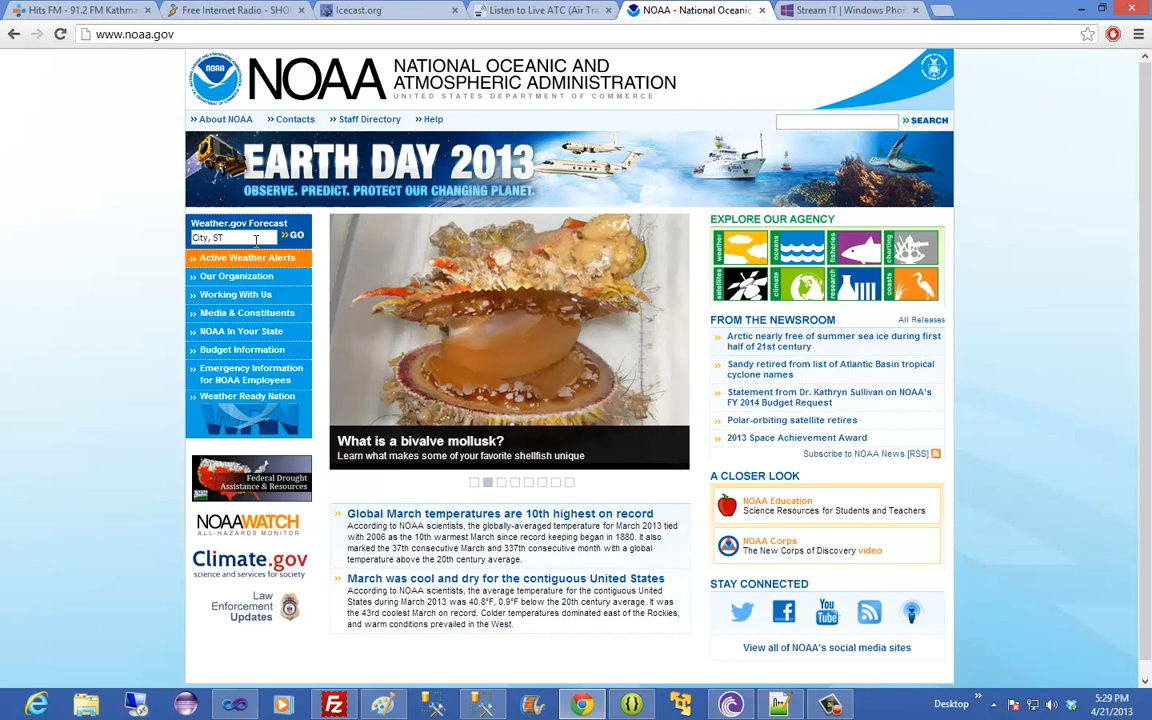 Hits FM - 91.2 FM Kathma
Free Internet Radio - SHO
Icecast.org
Listen to Live ATC (Air Tra
NOAA - National Oceanic
Stream IT | Windows Pho
www.noaa.gov
NOAA
NATIONAL OCEANIC AND
ATMOSPHERIC ADMINISTRATION
UNITED STATES DEPARTMENT OF COMMERCE
About NOAA
Contacts
Staff Directory
Help
SEARCH
EARTH DAY 2013
OBSERVE. PREDICT. PROTECT OUR CHANGING PLANET.
Weather.gov Forecast
City, ST
GO
Active Weather Alerts
Our Organization
Working With Us
Media & Constituents
NOAA In Your State
Budget Information
Emergency Information
for NOAA Employees
Weather Ready Nation
WRN
Federal Drought
Assistance & Resources
NOAAWATCH
ALL-HAZARDS MONITOR
Climate.gov
science and services for society
Law
Enforcement
Updates
What is a bivalve mollusk?
Learn what makes some of your favorite shellfish unique
Global March temperatures are 10th highest on record
According to NOAA scientists, the globally-averaged temperature for March 2013 tied
with 2006 as the 10th warmest March since record keeping began in 1880. It also
marked the 37th consecutive March and 337th consecutive month with a global
temperature above the 20th century average.
March was cool and dry for the contiguous United States
According to NOAA scientists, the average temperature for the contiguous United
States during March 2013 was 40.8°F, 0.9°F below the 20th century average. It was
the 43rd coolest March on record. Colder temperatures dominated east of the Rockies,
and warm conditions prevailed in the West.
EXPLORE OUR AGENCY
weather
oceans
fisheries
charting
satellites
climate
research
coasts
FROM THE NEWSROOM
All Releases
Arctic nearly free of summer sea ice during first
half of 21st century
Sandy retired from list of Atlantic Basin tropical
cyclone names
Statement from Dr. Kathryn Sullivan on NOAA's
FY 2014 Budget Request
Polar-orbiting satellite retires
2013 Space Achievement Award
Subscribe to NOAA News [RSS]
A CLOSER LOOK
NOAA Education
Science Resources for Students and Teachers
NOAA Corps
The New Corps of Discovery video
STAY CONNECTED
You
Tube
View all of NOAA's social media sites
Desktop
5:29 PM
4/21/2013